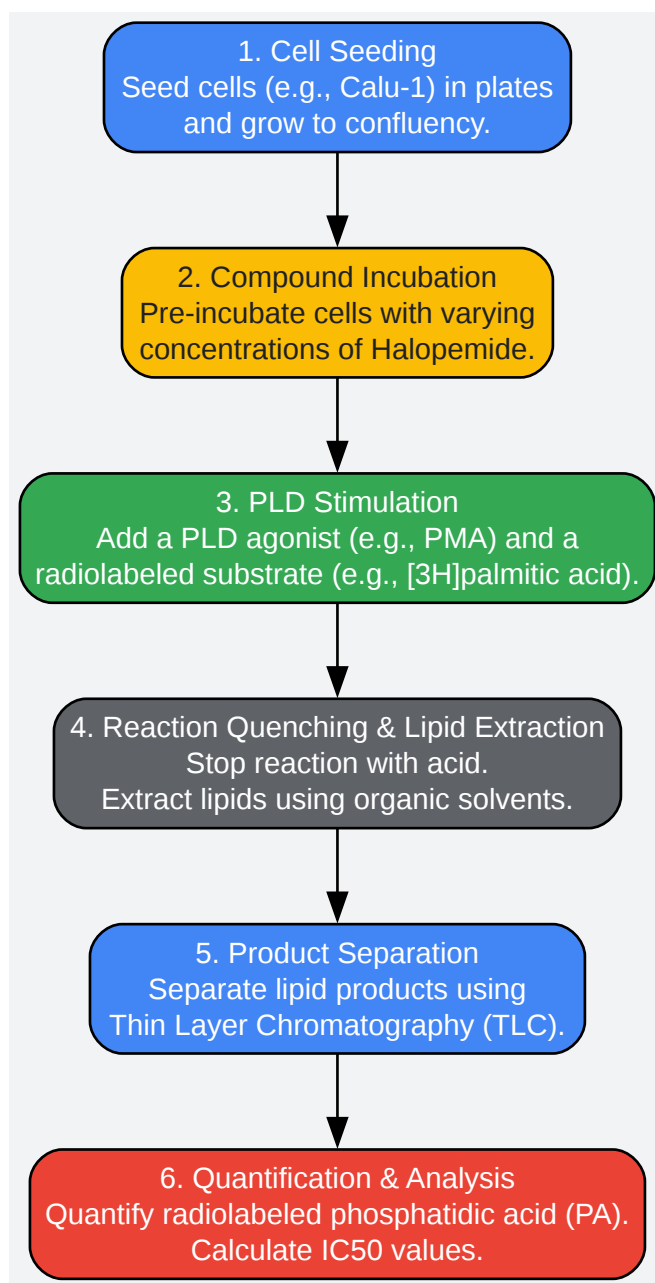 1. Cell Seeding
Seed cells (e.g., Calu-1) in plates
and grow to confluency.
2. Compound Incubation
Pre-incubate cells with varying
concentrations of Halopemide.
3. PLD Stimulation
Add a PLD agonist (e.g., PMA) and a
radiolabeled substrate (e.g., [3H]palmitic acid).
4. Reaction Quenching & Lipid Extraction
Stop reaction with acid.
Extract lipids using organic solvents.
5. Product Separation
Separate lipid products using
Thin Layer Chromatography (TLC).
6. Quantification & Analysis
Quantify radiolabeled phosphatidic acid (PA).
Calculate IC50 values.